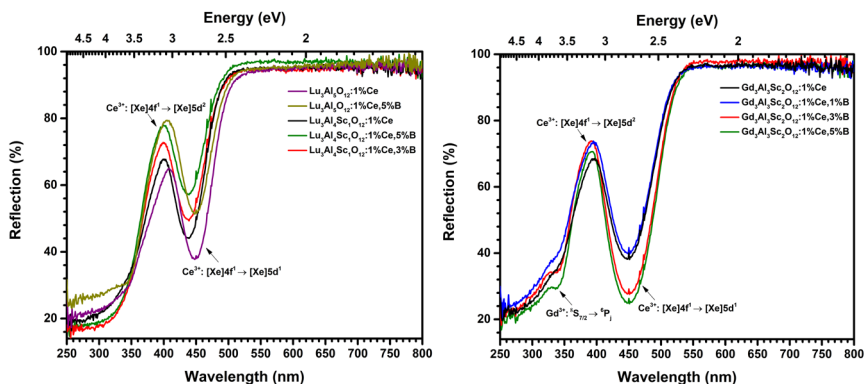 Energy (eV)
4.5 4 3.5 3 2.5 2
100
80
60
40
20
Reflection (%)
Ce³⁺: [Xe]4f¹ → [Xe]5d²
Lu₃Al₅O₁₂:1%Ce
Lu₃Al₅O₁₂:1%Ce,5%B
Lu₃Al₄Sc₁O₁₂:1%Ce
Lu₃Al₄Sc₁O₁₂:1%Ce,5%B
Lu₃Al₄Sc₁O₁₂:1%Ce,3%B
Ce³⁺: [Xe]4f¹ → [Xe]5d¹
250 300 350 400 450 500 550 600 650 700 750 800
Wavelength (nm)
Energy (eV)
4.5 4 3.5 3 2.5 2
100
80
60
40
20
Reflection (%)
Ce³⁺: [Xe]4f¹ → [Xe]5d²
Gd₃Al₃Sc₂O₁₂:1%Ce
Gd₃Al₃Sc₂O₁₂:1%Ce,1%B
Gd₃Al₃Sc₂O₁₂:1%Ce,3%B
Gd₃Al₃Sc₂O₁₂:1%Ce,5%B
Gd³⁺: ⁸S₇/₂ → ⁶Pⱼ
Ce³⁺: [Xe]4f¹ → [Xe]5d¹
250 300 350 400 450 500 550 600 650 700 750 800
Wavelength (nm)